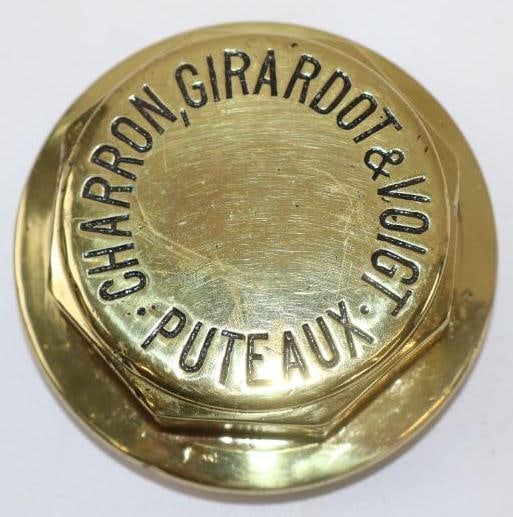 CHARRON, GIRARDOT & VOIGT
· PUTEAUX ·